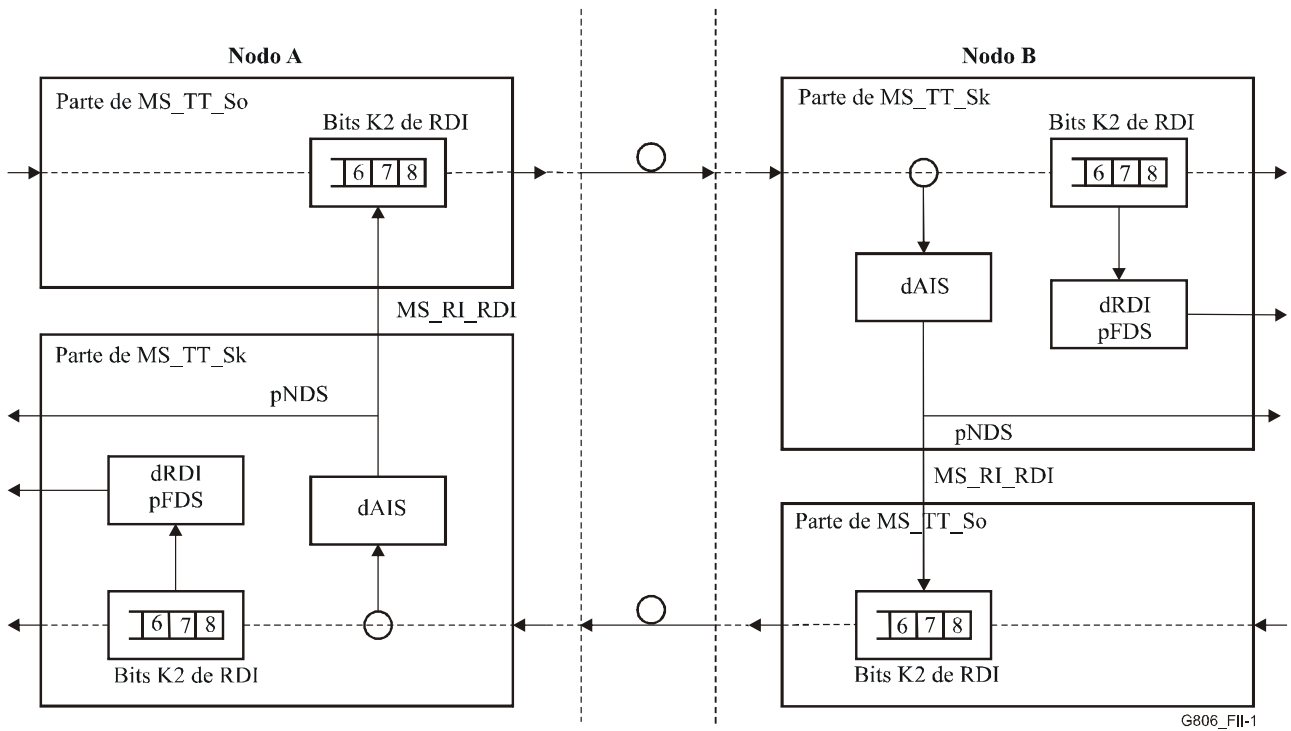 Nodo A
Nodo B
Parte de MS_TT_So
Bits K2 de RDI
6 7 8
MS_RI_RDI
Parte de MS_TT_Sk
pNDS
dRDI
pFDS
dAIS
6 7 8
Bits K2 de RDI
Parte de MS_TT_Sk
Bits K2 de RDI
6 7 8
dAIS
dRDI
pFDS
pNDS
MS_RI_RDI
Parte de MS_TT_So
6 7 8
Bits K2 de RDI
G806_FII-1